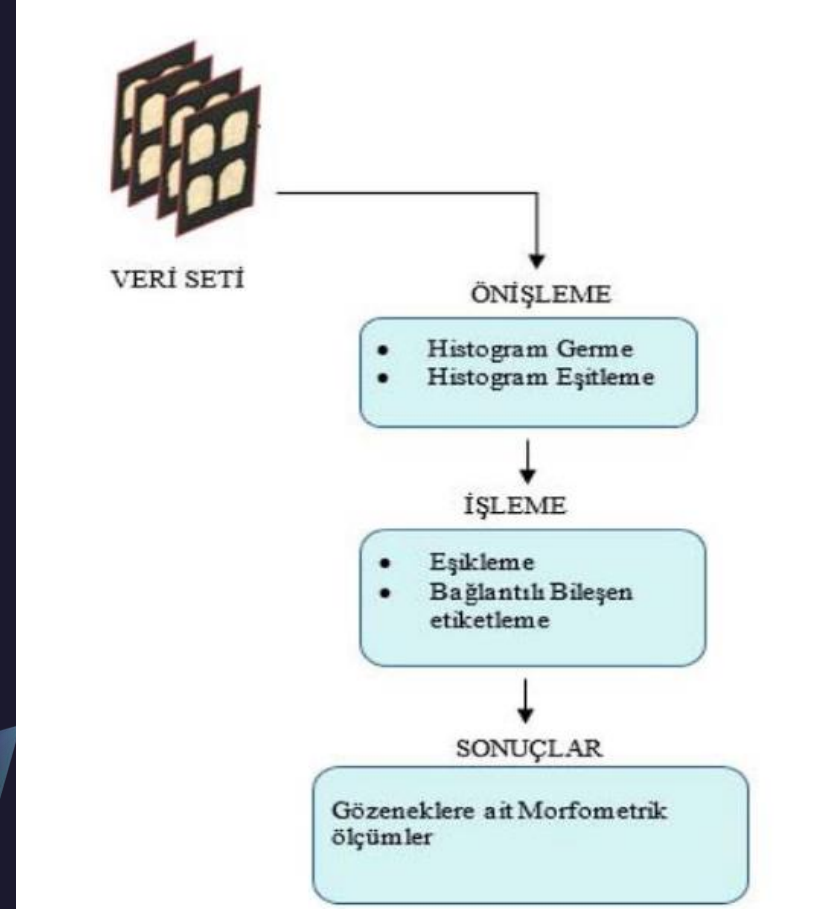 VERİ SETİ
ÖNİŞLEME
• Histogram Germe
• Histogram Eşitleme
İŞLEME
• Eşikleme
• Bağlantılı Bileşen
etiketleme
SONUÇLAR
Gözeneklere ait Morfometrik
ölçümler